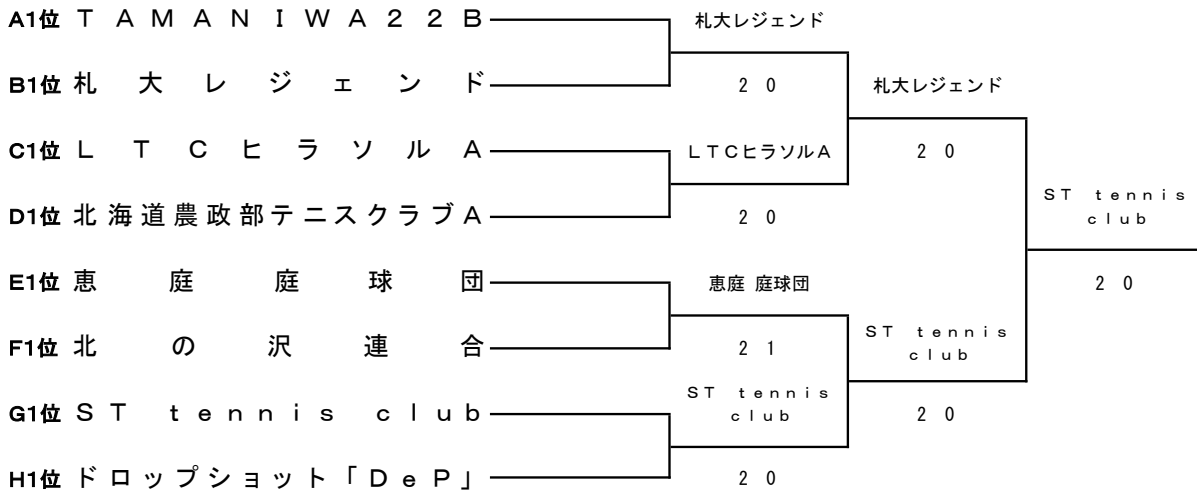 A1位 ＴＡＭＡＮＩＷＡ２２Ｂ
札大レジェンド
B1位 札大レジェンド
２０
札大レジェンド
C1位 ＬＴＣヒラソルＡ
ＬＴＣヒラソルＡ
２０
D1位 北海道農政部テニスクラブＡ
２０
ＳＴ ｔｅｎｎｉｓ
ｃｌｕｂ
E1位 恵庭庭球団
恵庭 庭球団
２０
F1位 北の沢連合
２１
ＳＴ ｔｅｎｎｉｓ
ｃｌｕｂ
G1位 ＳＴ ｔｅｎｎｉｓ ｃｌｕｂ
ＳＴ ｔｅｎｎｉｓ
ｃｌｕｂ
２０
H1位 ドロップショット「ＤｅＰ」
２０